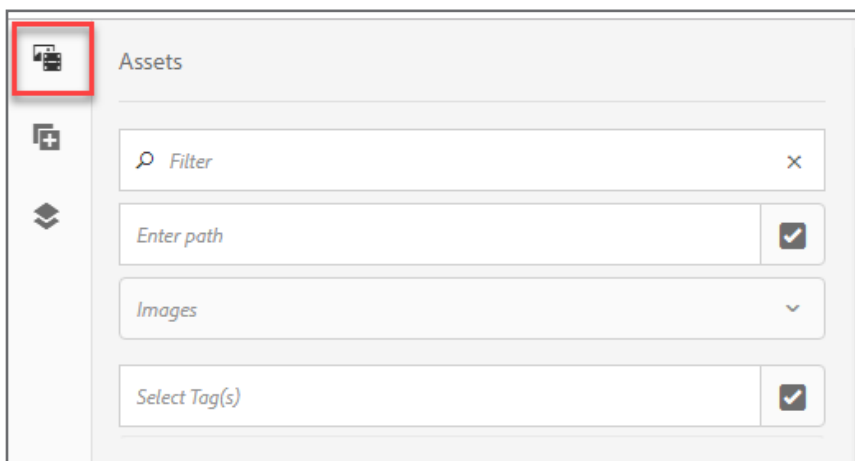 Assets
Filter
Enter path
Images
Select Tag(s)